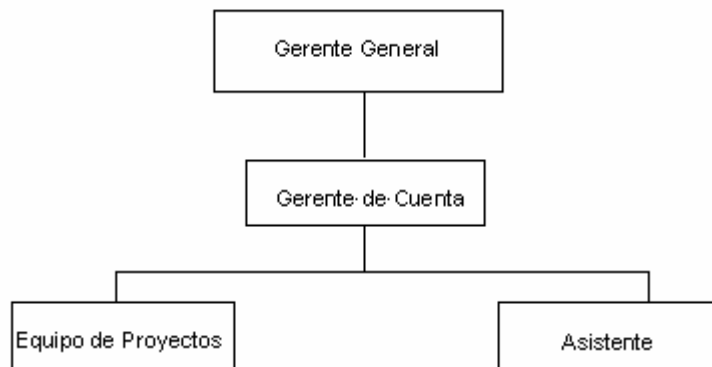 Gerente General
Gerente·de·Cuenta
Equipo de Proyectos
Asistente